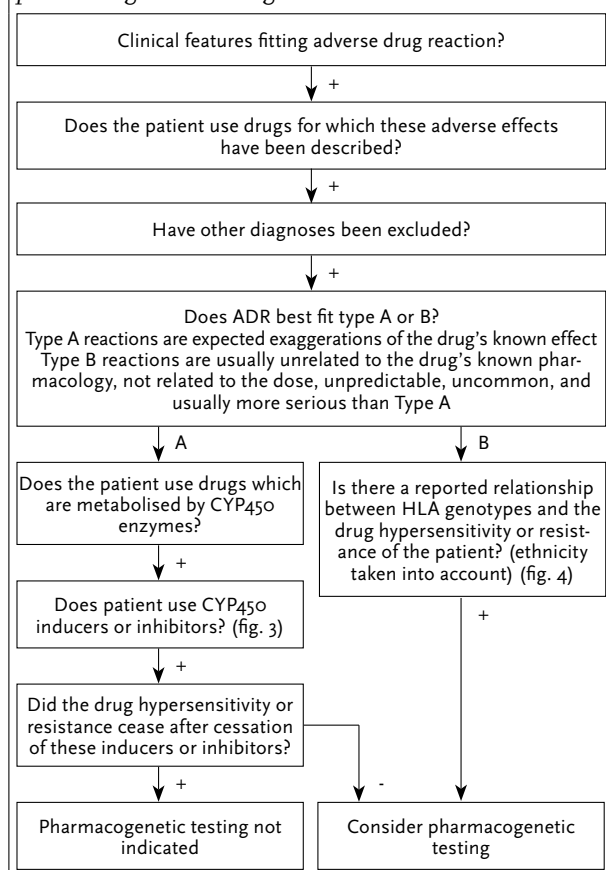 Clinical features fitting adverse drug reaction?
+
Does the patient use drugs for which these adverse effects
have been described?
+
Have other diagnoses been excluded?
+
Does ADR best fit type A or B?
Type A reactions are expected exaggerations of the drug's known effect
Type B reactions are usually unrelated to the drug's known phar-
macology, not related to the dose, unpredictable, uncommon, and
usually more serious than Type A
A
B
Does the patient use drugs which
are metabolised by CYP450
enzymes?
Is there a reported relationship
between HLA genotypes and the
drug hypersensitivity or resist-
ance of the patient? (ethnicity
taken into account) (fig. 4)
+
Does patient use CYP450
inducers or inhibitors? (fig. 3)
+
+
Did the drug hypersensitivity or
resistance cease after cessation
of these inducers or inhibitors?
+
-
Pharmacogenetic testing not
indicated
Consider pharmacogenetic
testing